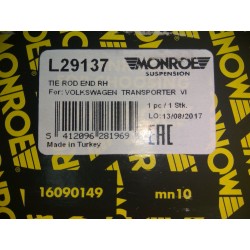 L29137
MONROE
SUSPENSION
TIE ROD END RH
For: VOLKSWAGEN TRANSPORTER VI
1 pc / 1 Stk.
LO: 13/08/2017
5 412096 281969
EAC
Made in Turkey
16090149 mn10